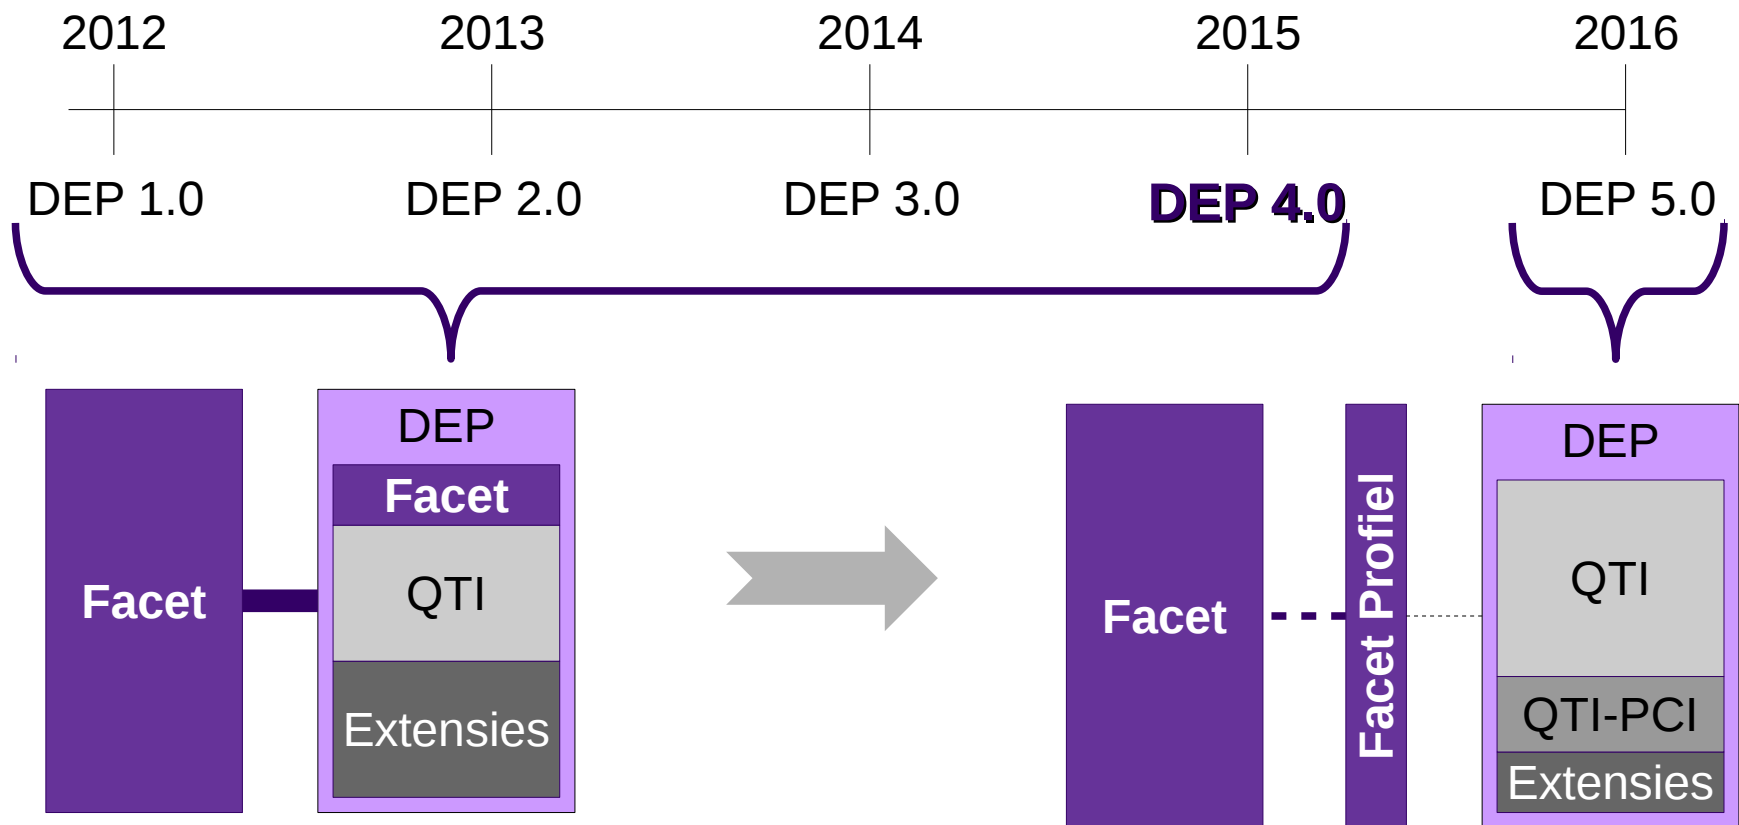 2012 2013 2014 2015 2016
DEP 1.0 DEP 2.0 DEP 3.0 DEP 4.0 DEP 5.0
Facet
DEP
Facet
QTI
Extensies
Facet
Facet Profiel
DEP
QTI
QTI-PCI
Extensies